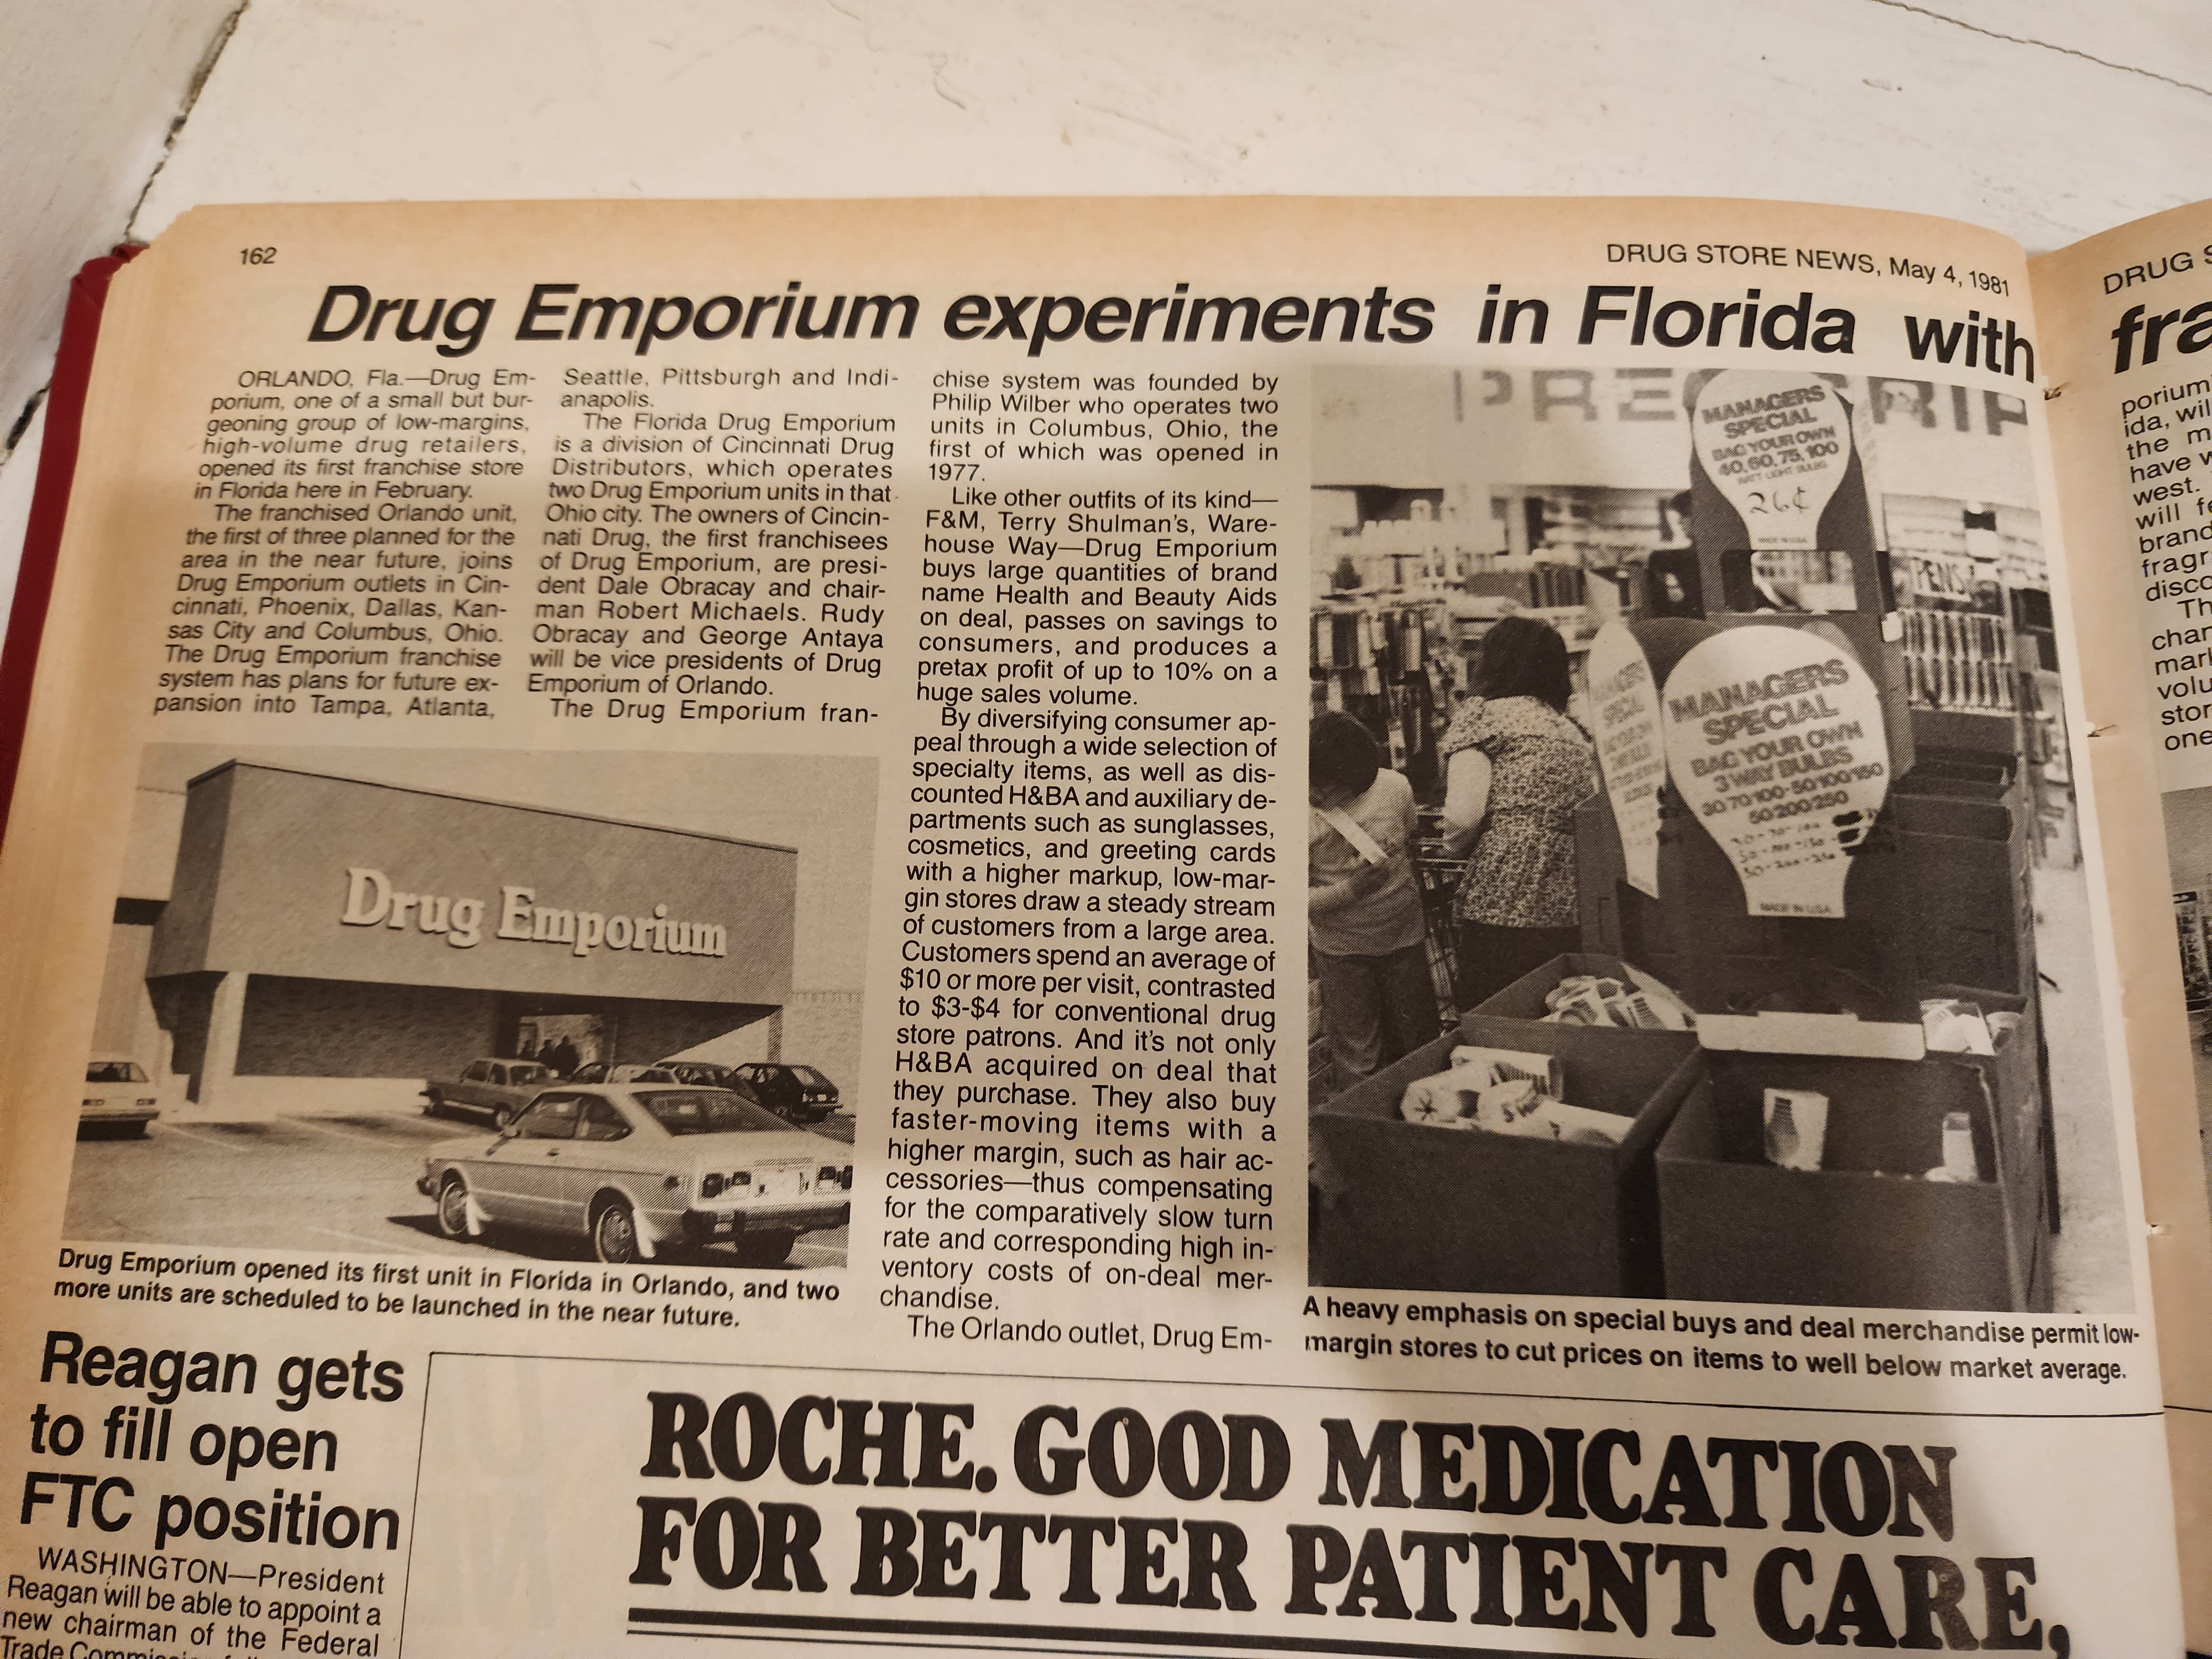 162
DRUG STORE NEWS, May 4, 1981
Drug Emporium experiments in Florida with
ORLANDO, Fla.—Drug Em-
porium, one of a small but bur-
geoning group of low-margins,
high-volume drug retailers,
opened its first franchise store
in Florida here in February.
The franchised Orlando unit,
the first of three planned for the
area in the near future, joins
Drug Emporium outlets in Cin-
cinnati, Phoenix, Dallas, Kan-
sas City and Columbus, Ohio.
The Drug Emporium franchise
system has plans for future ex-
pansion into Tampa, Atlanta,
Seattle, Pittsburgh and Indi-
anapolis.
The Florida Drug Emporium
is a division of Cincinnati Drug
Distributors, which operates
two Drug Emporium units in that
Ohio city. The owners of Cincin-
nati Drug, the first franchisees
of Drug Emporium, are presi-
dent Dale Obracay and chair-
man Robert Michaels. Rudy
Obracay and George Antaya
will be vice presidents of Drug
Emporium of Orlando.
The Drug Emporium fran-
chise system was founded by
Philip Wilber who operates two
units in Columbus, Ohio, the
first of which was opened in
1977.
Like other outfits of its kind—
F&M, Terry Shulman's, Ware-
house Way—Drug Emporium
buys large quantities of brand
name Health and Beauty Aids
on deal, passes on savings to
consumers, and produces a
pretax profit of up to 10% on a
huge sales volume.
By diversifying consumer ap-
peal through a wide selection of
specialty items, as well as dis-
counted H&BA and auxiliary de-
partments such as sunglasses,
cosmetics, and greeting cards
with a higher markup, low-mar-
gin stores draw a steady stream
of customers from a large area.
Customers spend an average of
$10 or more per visit, contrasted
to $3-$4 for conventional drug
store patrons. And it's not only
H&BA acquired on deal that
they purchase. They also buy
faster-moving items with a
higher margin, such as hair ac-
cessories—thus compensating
for the comparatively slow turn
rate and corresponding high in-
ventory costs of on-deal mer-
chandise.
The Orlando outlet, Drug Em-
Drug Emporium
Drug Emporium opened its first unit in Florida in Orlando, and two
more units are scheduled to be launched in the near future.
MANAGERS
SPECIAL
BAG YOUR OWN
40, 60, 75, 100
WATT LIGHT BULBS
26¢
MADE IN U.S.A.
PENS
MANAGERS
SPECIAL
BAG YOUR OWN
3 WAY BULBS
30 70 100 - 50 100 150
50 200 250
MADE IN U.S.A.
A heavy emphasis on special buys and deal merchandise permit low-
margin stores to cut prices on items to well below market average.
Reagan gets
to fill open
FTC position
WASHINGTON—President
Reagan will be able to appoint a
new chairman of the Federal
Trade
ROCHE. GOOD MEDICATION
FOR BETTER PATIENT CARE,
DRUG
porium
ida, wil
the m
have w
west.
will fe
brand
fragr
disco
Th
char
mark
volu
stor
one